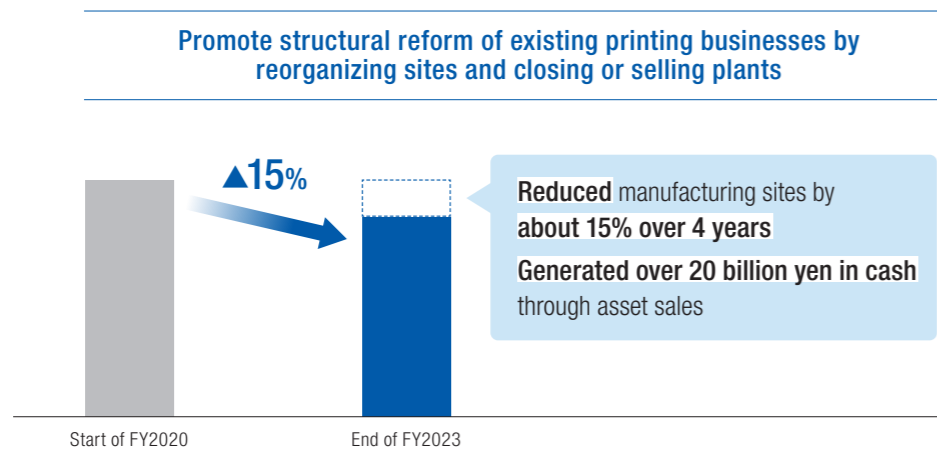 Promote structural reform of existing printing businesses by
reorganizing sites and closing or selling plants
▲15%
Reduced manufacturing sites by
about 15% over 4 years
Generated over 20 billion yen in cash
through asset sales
Start of FY2020
End of FY2023